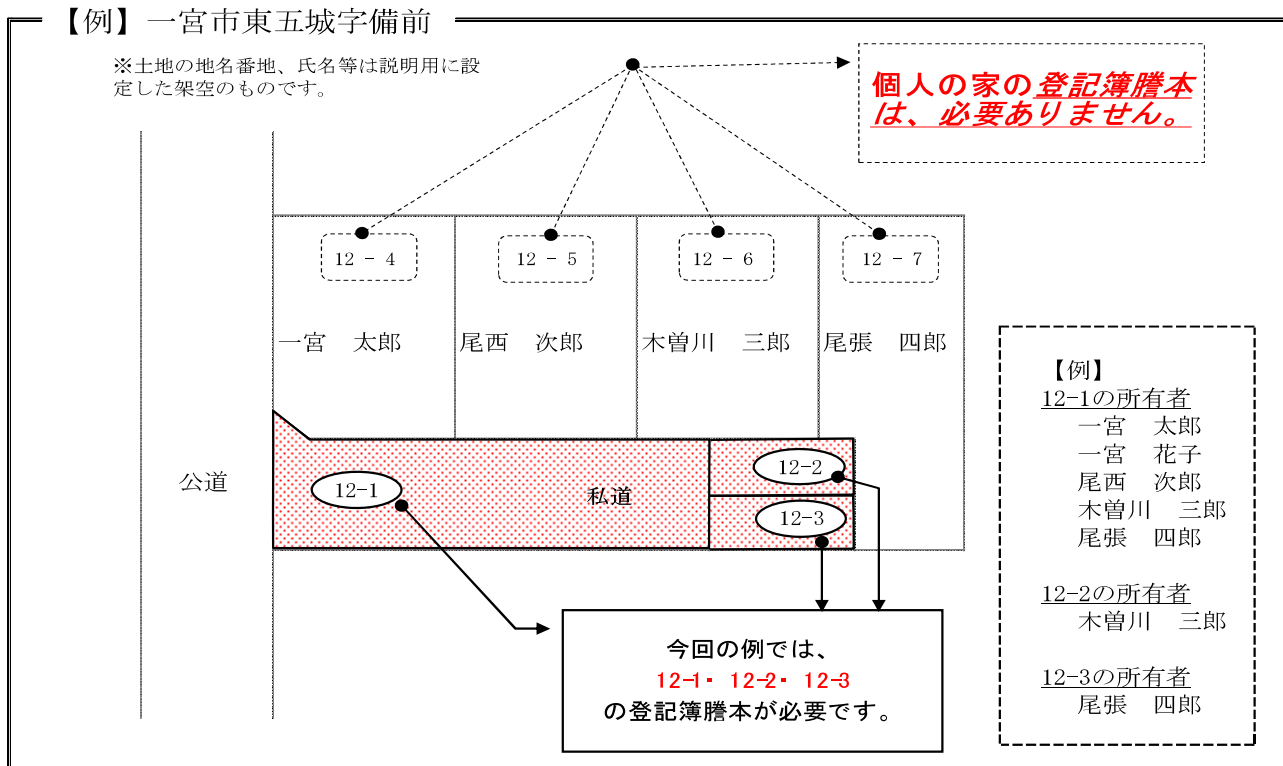 【例】一宮市東五城字備前
※土地の地名番地、氏名等は説明用に設
定した架空のものです。
個人の家の登記簿謄本
は、必要ありません。
12－4
12－5
12－6
12－7
一宮　太郎
尾西　次郎
木曽川　三郎
尾張　四郎
公道
12-1
私道
12-2
12-3
今回の例では、
12-1・12-2・12-3
の登記簿謄本が必要です。
【例】
12-1の所有者
一宮　太郎
一宮　花子
尾西　次郎
木曽川　三郎
尾張　四郎
12-2の所有者
木曽川　三郎
12-3の所有者
尾張　四郎